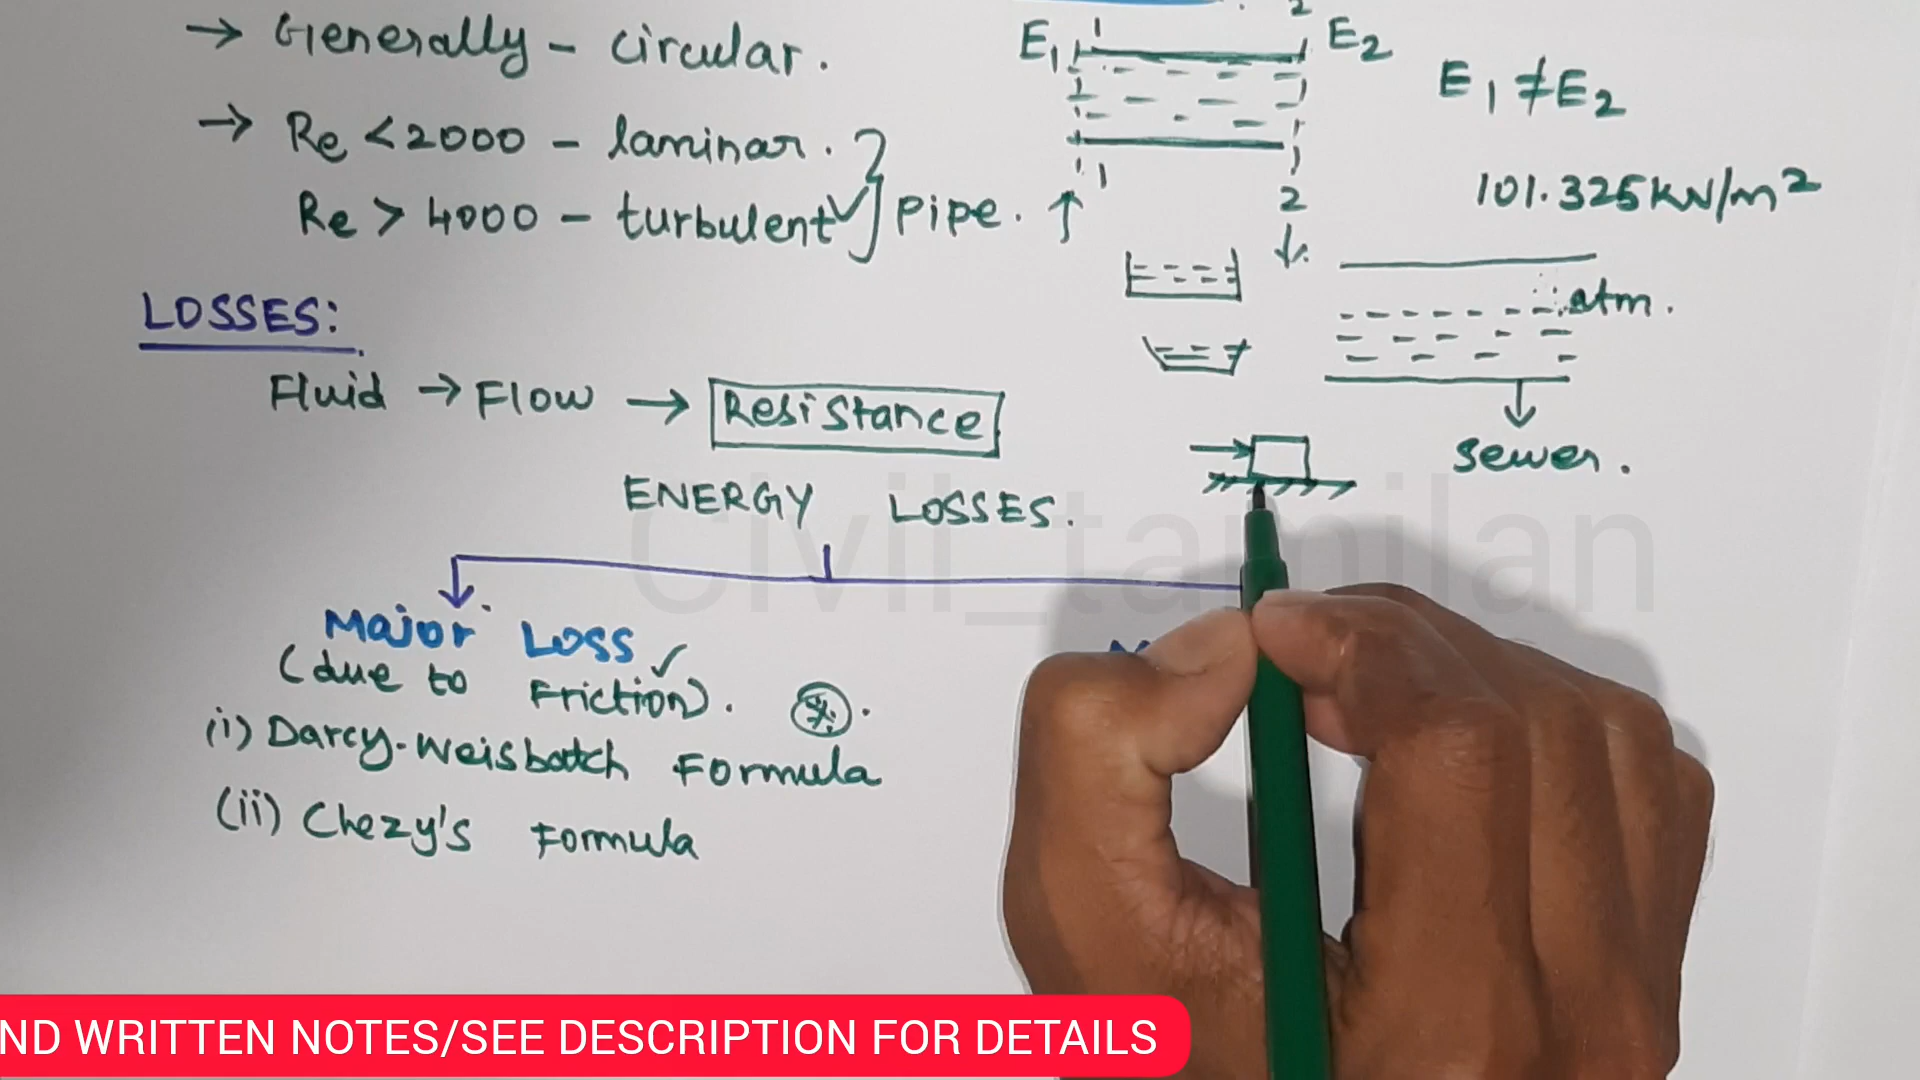 → Generally - circular.
→ Re < 2000 - laminar.
Re > 4000 - turbulent ✓ } pipe. ↑
E1 1 2 E2
E1 ≠ E2
1 2
101.325 KN/m²
atm.
sewer.
LOSSES:
Fluid → Flow → Resistance
ENERGY LOSSES.
Major Loss
(due to Friction). ✓
(i) Darcy-Weisbatch Formula
(ii) Chezy's Formula
Civil_tamilan
ND WRITTEN NOTES/SEE DESCRIPTION FOR DETAILS